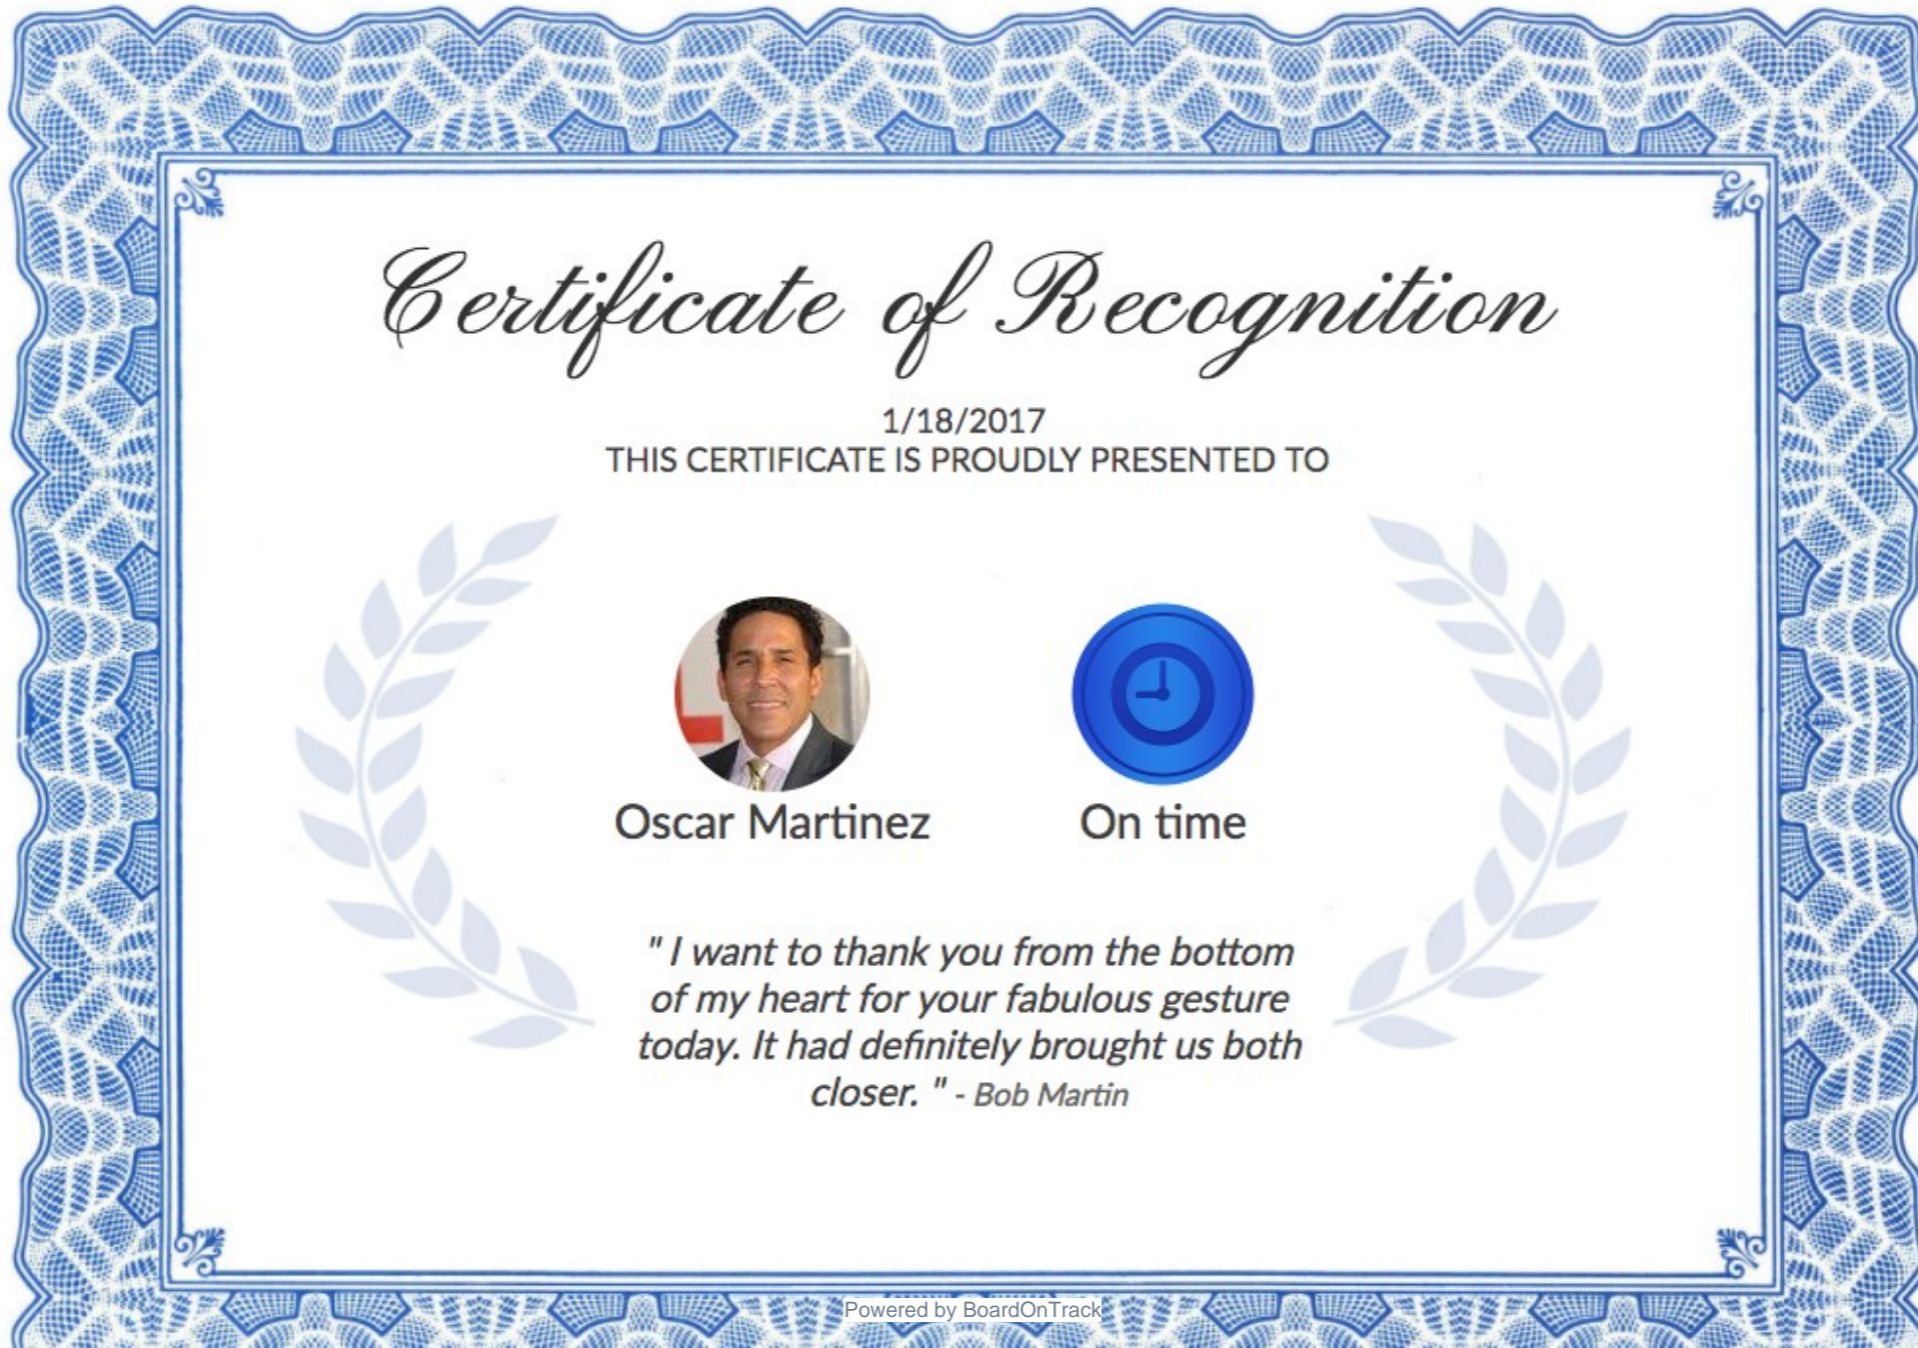 Certificate of Recognition
1/18/2017
THIS CERTIFICATE IS PROUDLY PRESENTED TO
Oscar Martinez
On time
" I want to thank you from the bottom
of my heart for your fabulous gesture
today. It had definitely brought us both
closer. " - Bob Martin
Powered by BoardOnTrack